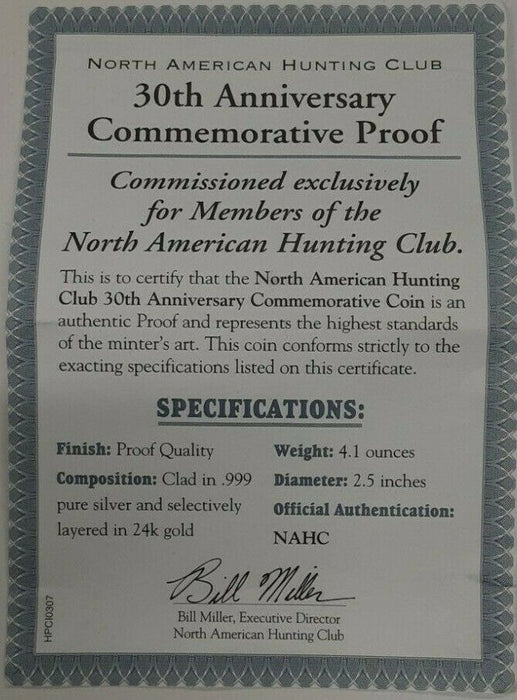 NORTH AMERICAN HUNTING CLUB
30th Anniversary
Commemorative Proof
Commissioned exclusively
for Members of the
North American Hunting Club.
This is to certify that the North American Hunting
Club 30th Anniversary Commemorative Coin is an
authentic Proof and represents the highest standards
of the minter's art. This coin conforms strictly to the
exacting specifications listed on this certificate.
SPECIFICATIONS:
Finish: Proof Quality
Composition: Clad in .999
pure silver and selectively
layered in 24k gold
Weight: 4.1 ounces
Diameter: 2.5 inches
Official Authentication:
NAHC
Bill Miller
Bill Miller, Executive Director
North American Hunting Club
HPCI0307